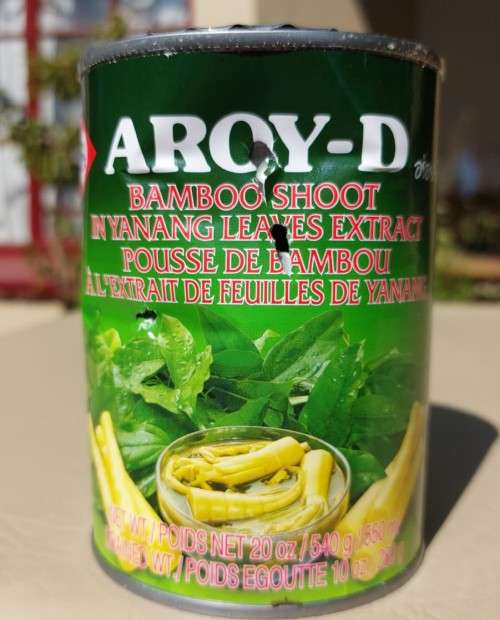 AROY-D
BAMBOO SHOOT
IN YANANG LEAVES EXTRACT
POUSSE DE BAMBOU
À L'EXTRAIT DE FEUILLES DE YANANG
NET WT / POIDS NET 20 oz / 540 g /
WT / POIDS EGOUTTE 10 oz